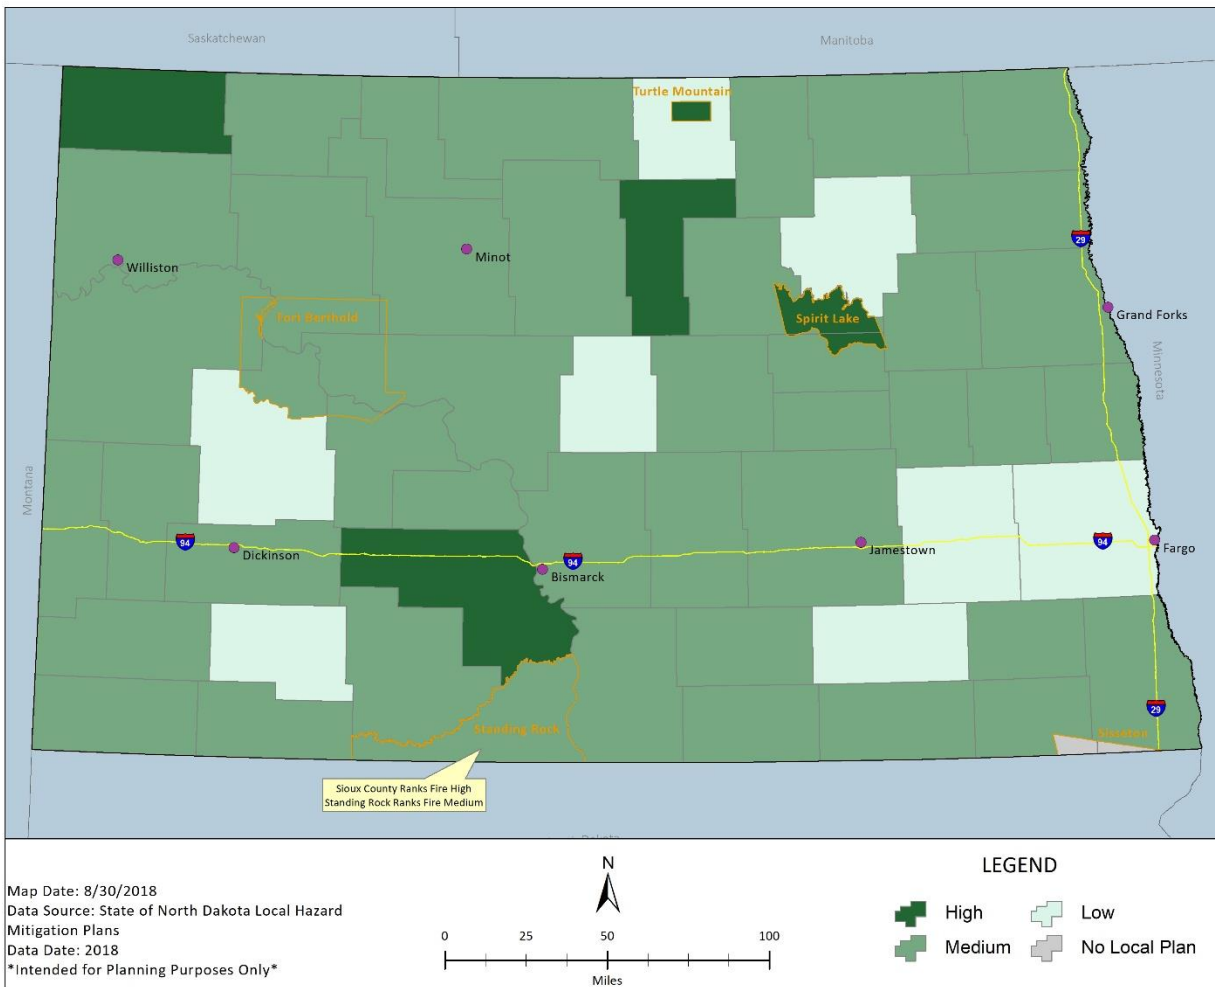 Saskatchewan
Manitoba
Turtle Mountain
29
Williston
Minot
Fort Berthold
Spirit Lake
Grand Forks
Minnesota
Montana
94
Dickinson
94
Bismarck
Jamestown
94
Fargo
29
Standing Rock
Sisseton
Sioux County Ranks Fire High
Standing Rock Ranks Fire Medium
Map Date: 8/30/2018
Data Source: State of North Dakota Local Hazard
Mitigation Plans
Data Date: 2018
*Intended for Planning Purposes Only*
N
0 25 50 100
Miles
LEGEND
High
Low
Medium
No Local Plan